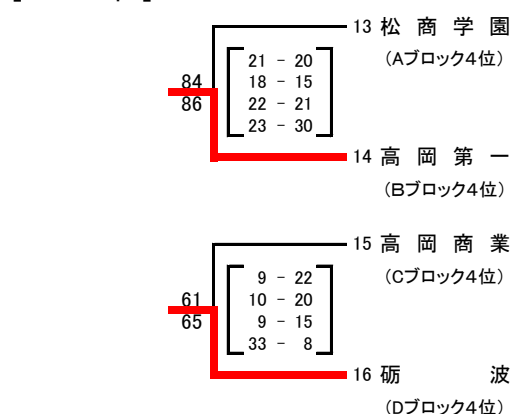 13 松商学園
(Aブロック4位)
21 - 20
84 18 - 15
86 22 - 21
23 - 30
14 高岡第一
(Bブロック4位)
15 高岡商業
(Cブロック4位)
9 - 22
61 10 - 20
65 9 - 15
33 - 8
16 砺波
(Dブロック4位)